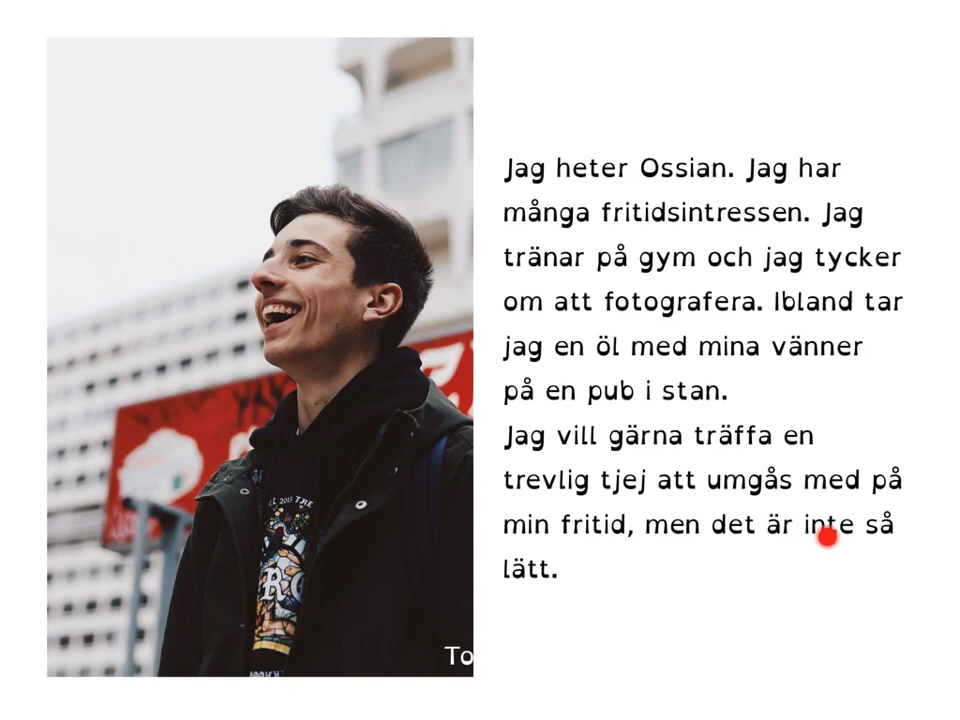 Jag heter Ossian. Jag har
många fritidsintressen. Jag
tränar på gym och jag tycker
om att fotografera. Ibland tar
jag en öl med mina vänner
på en pub i stan.
Jag vill gärna träffa en
trevlig tjej att umgås med på
min fritid, men det är inte så
lätt.
2015 THE
To